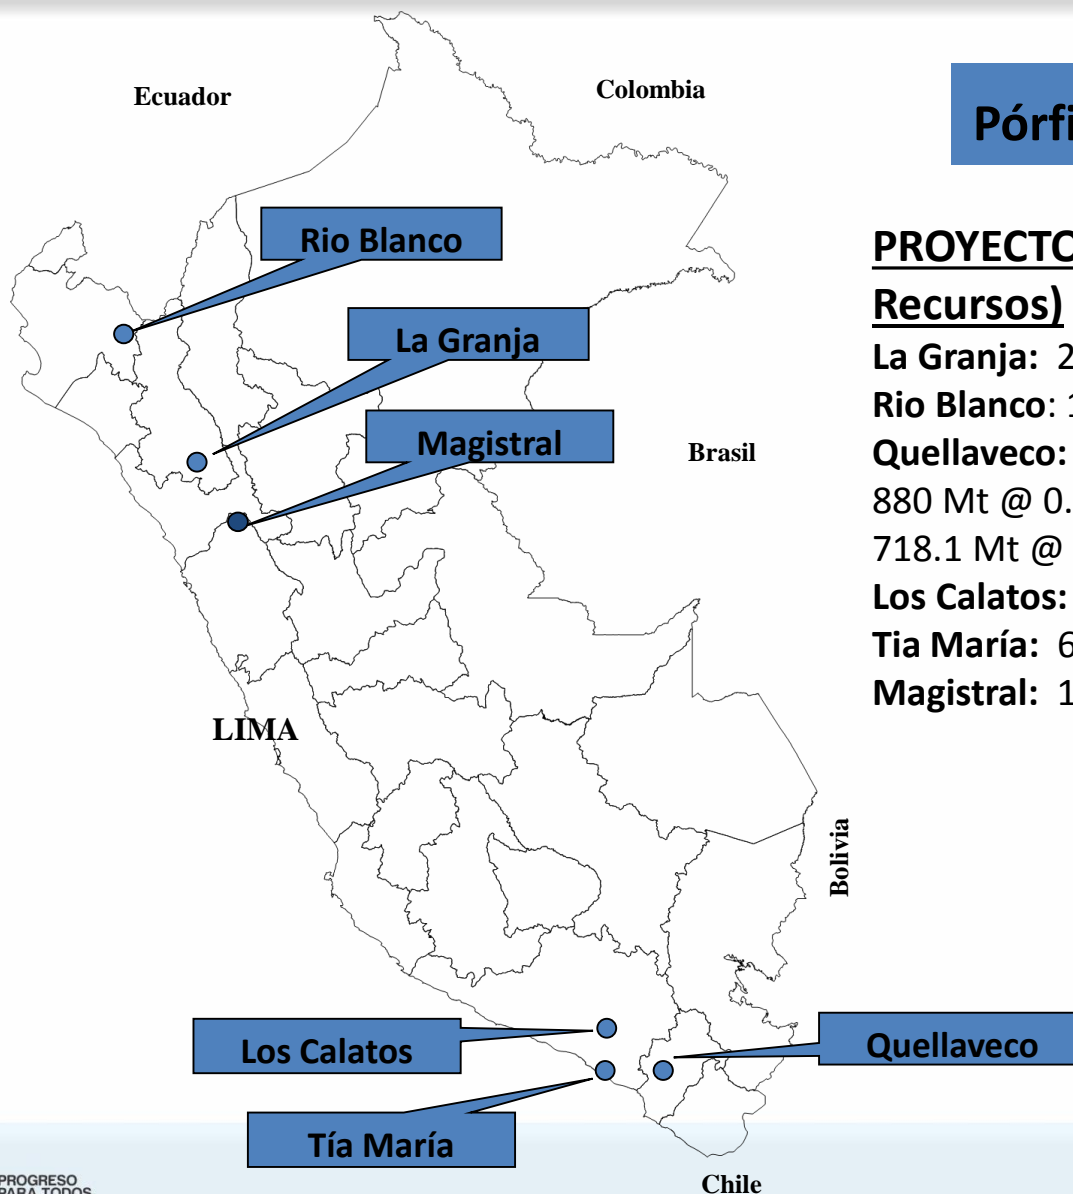 Ecuador
Colombia
Pórfi
Rio Blanco
PROYECTO
Recursos)
La Granja
La Granja: 2
Rio Blanco: 1
Magistral
Brasil
Quellaveco:
880 Mt @ 0.
718.1 Mt @
Los Calatos:
Tia María: 6
Magistral: 1
LIMA
Bolivia
Los Calatos
Quellaveco
Tía María
Chile
PROGRESO
PARA TODOS